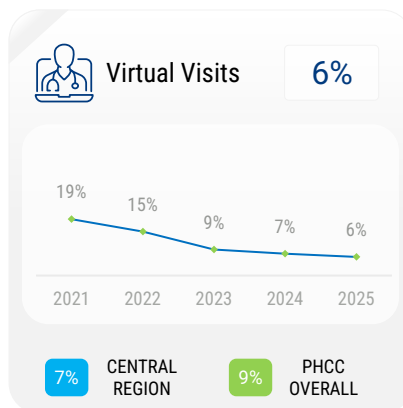 Virtual Visits
6%
19%
15%
9%
7%
6%
2021
2022
2023
2024
2025
7%
CENTRAL
REGION
9%
PHCC
OVERALL